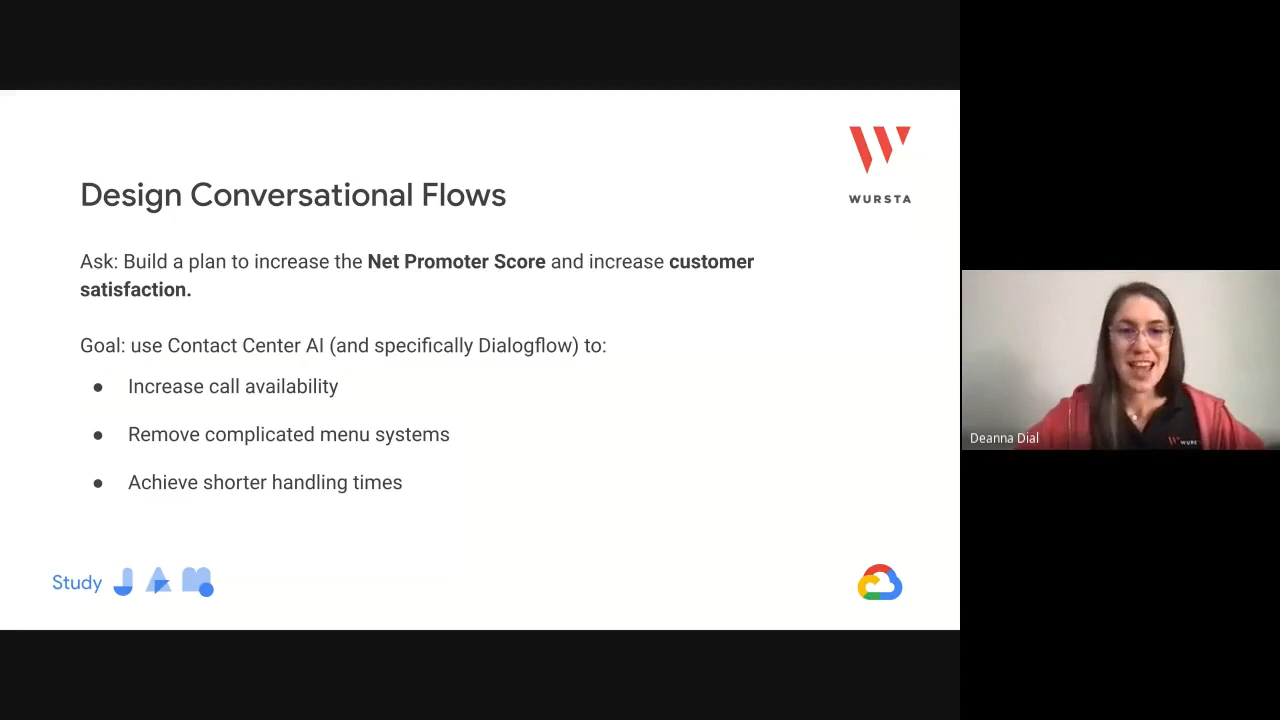 WURSTA
Design Conversational Flows
Ask: Build a plan to increase the Net Promoter Score and increase customer
satisfaction.
Goal: use Contact Center AI (and specifically Dialogflow) to:
● Increase call availability
● Remove complicated menu systems
● Achieve shorter handling times
Study JAM
Deanna Dial